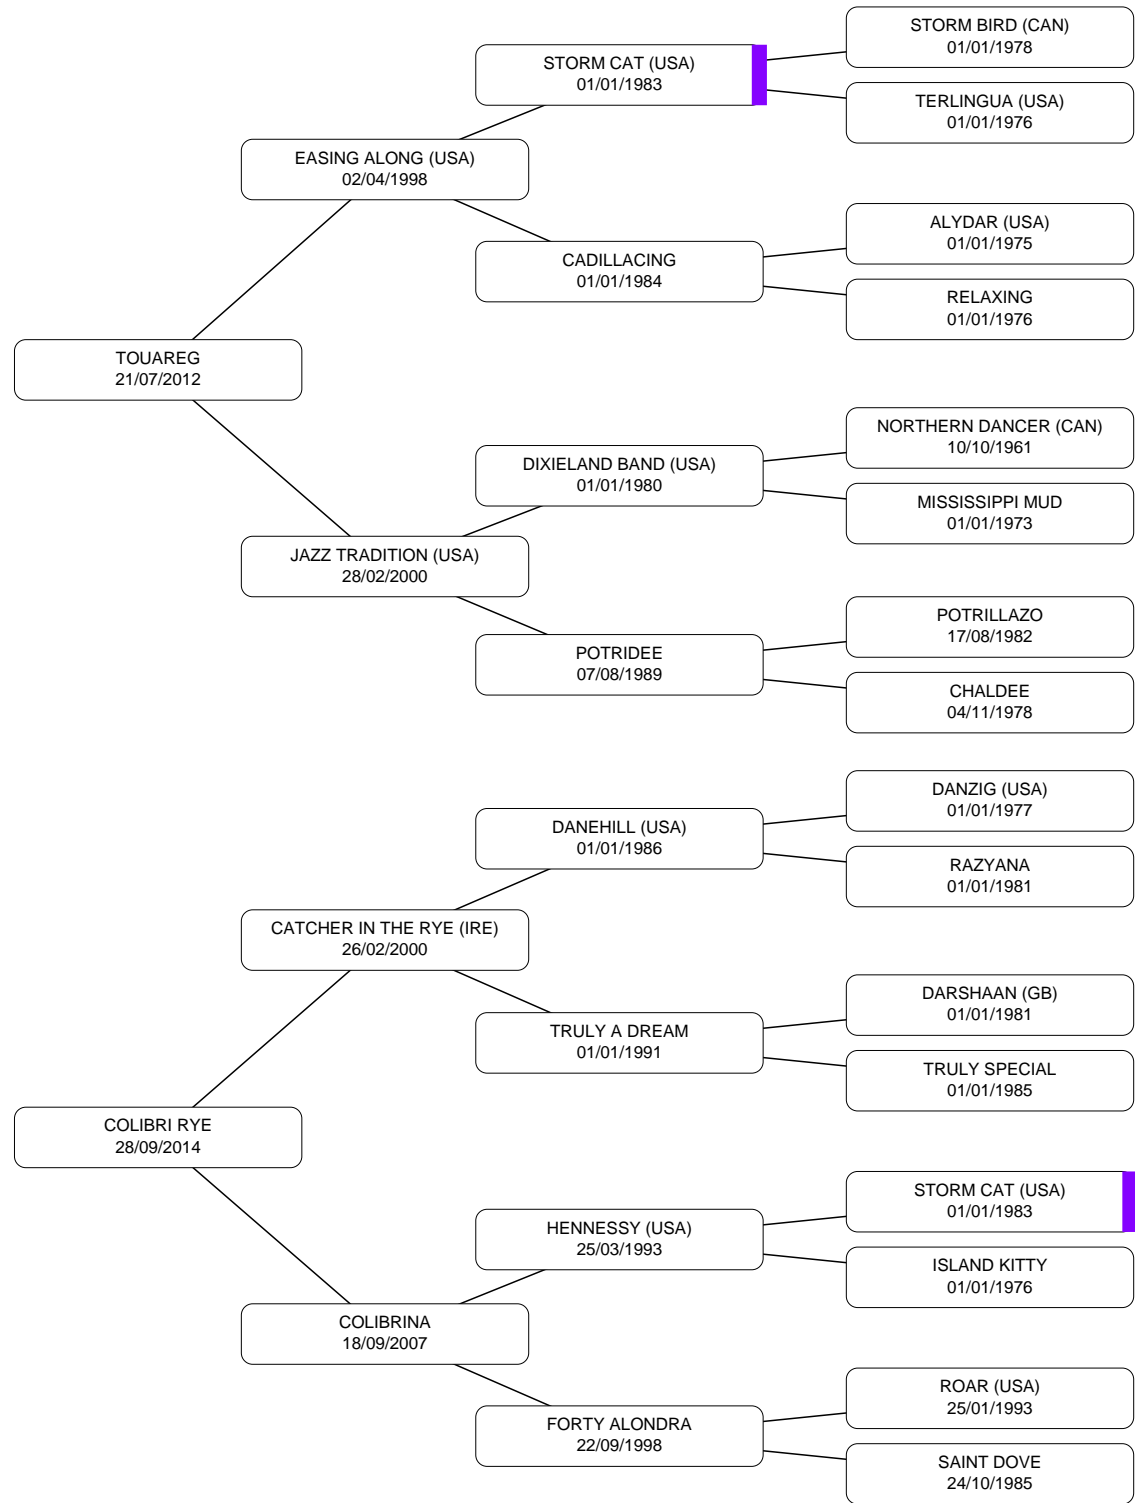 STORM BIRD (CAN)
01/01/1978
STORM CAT (USA)
01/01/1983
TERLINGUA (USA)
01/01/1976
EASING ALONG (USA)
02/04/1998
ALYDAR (USA)
01/01/1975
CADILLACING
01/01/1984
RELAXING
01/01/1976
TOUAREG
21/07/2012
NORTHERN DANCER (CAN)
10/10/1961
DIXIELAND BAND (USA)
01/01/1980
MISSISSIPPI MUD
01/01/1973
JAZZ TRADITION (USA)
28/02/2000
POTRILLAZO
17/08/1982
POTRIDEE
07/08/1989
CHALDEE
04/11/1978
DANZIG (USA)
01/01/1977
DANEHILL (USA)
01/01/1986
RAZYANA
01/01/1981
CATCHER IN THE RYE (IRE)
26/02/2000
DARSHAAN (GB)
01/01/1981
TRULY A DREAM
01/01/1991
TRULY SPECIAL
01/01/1985
COLIBRI RYE
28/09/2014
STORM CAT (USA)
01/01/1983
HENNESSY (USA)
25/03/1993
ISLAND KITTY
01/01/1976
COLIBRINA
18/09/2007
ROAR (USA)
25/01/1993
FORTY ALONDRA
22/09/1998
SAINT DOVE
24/10/1985